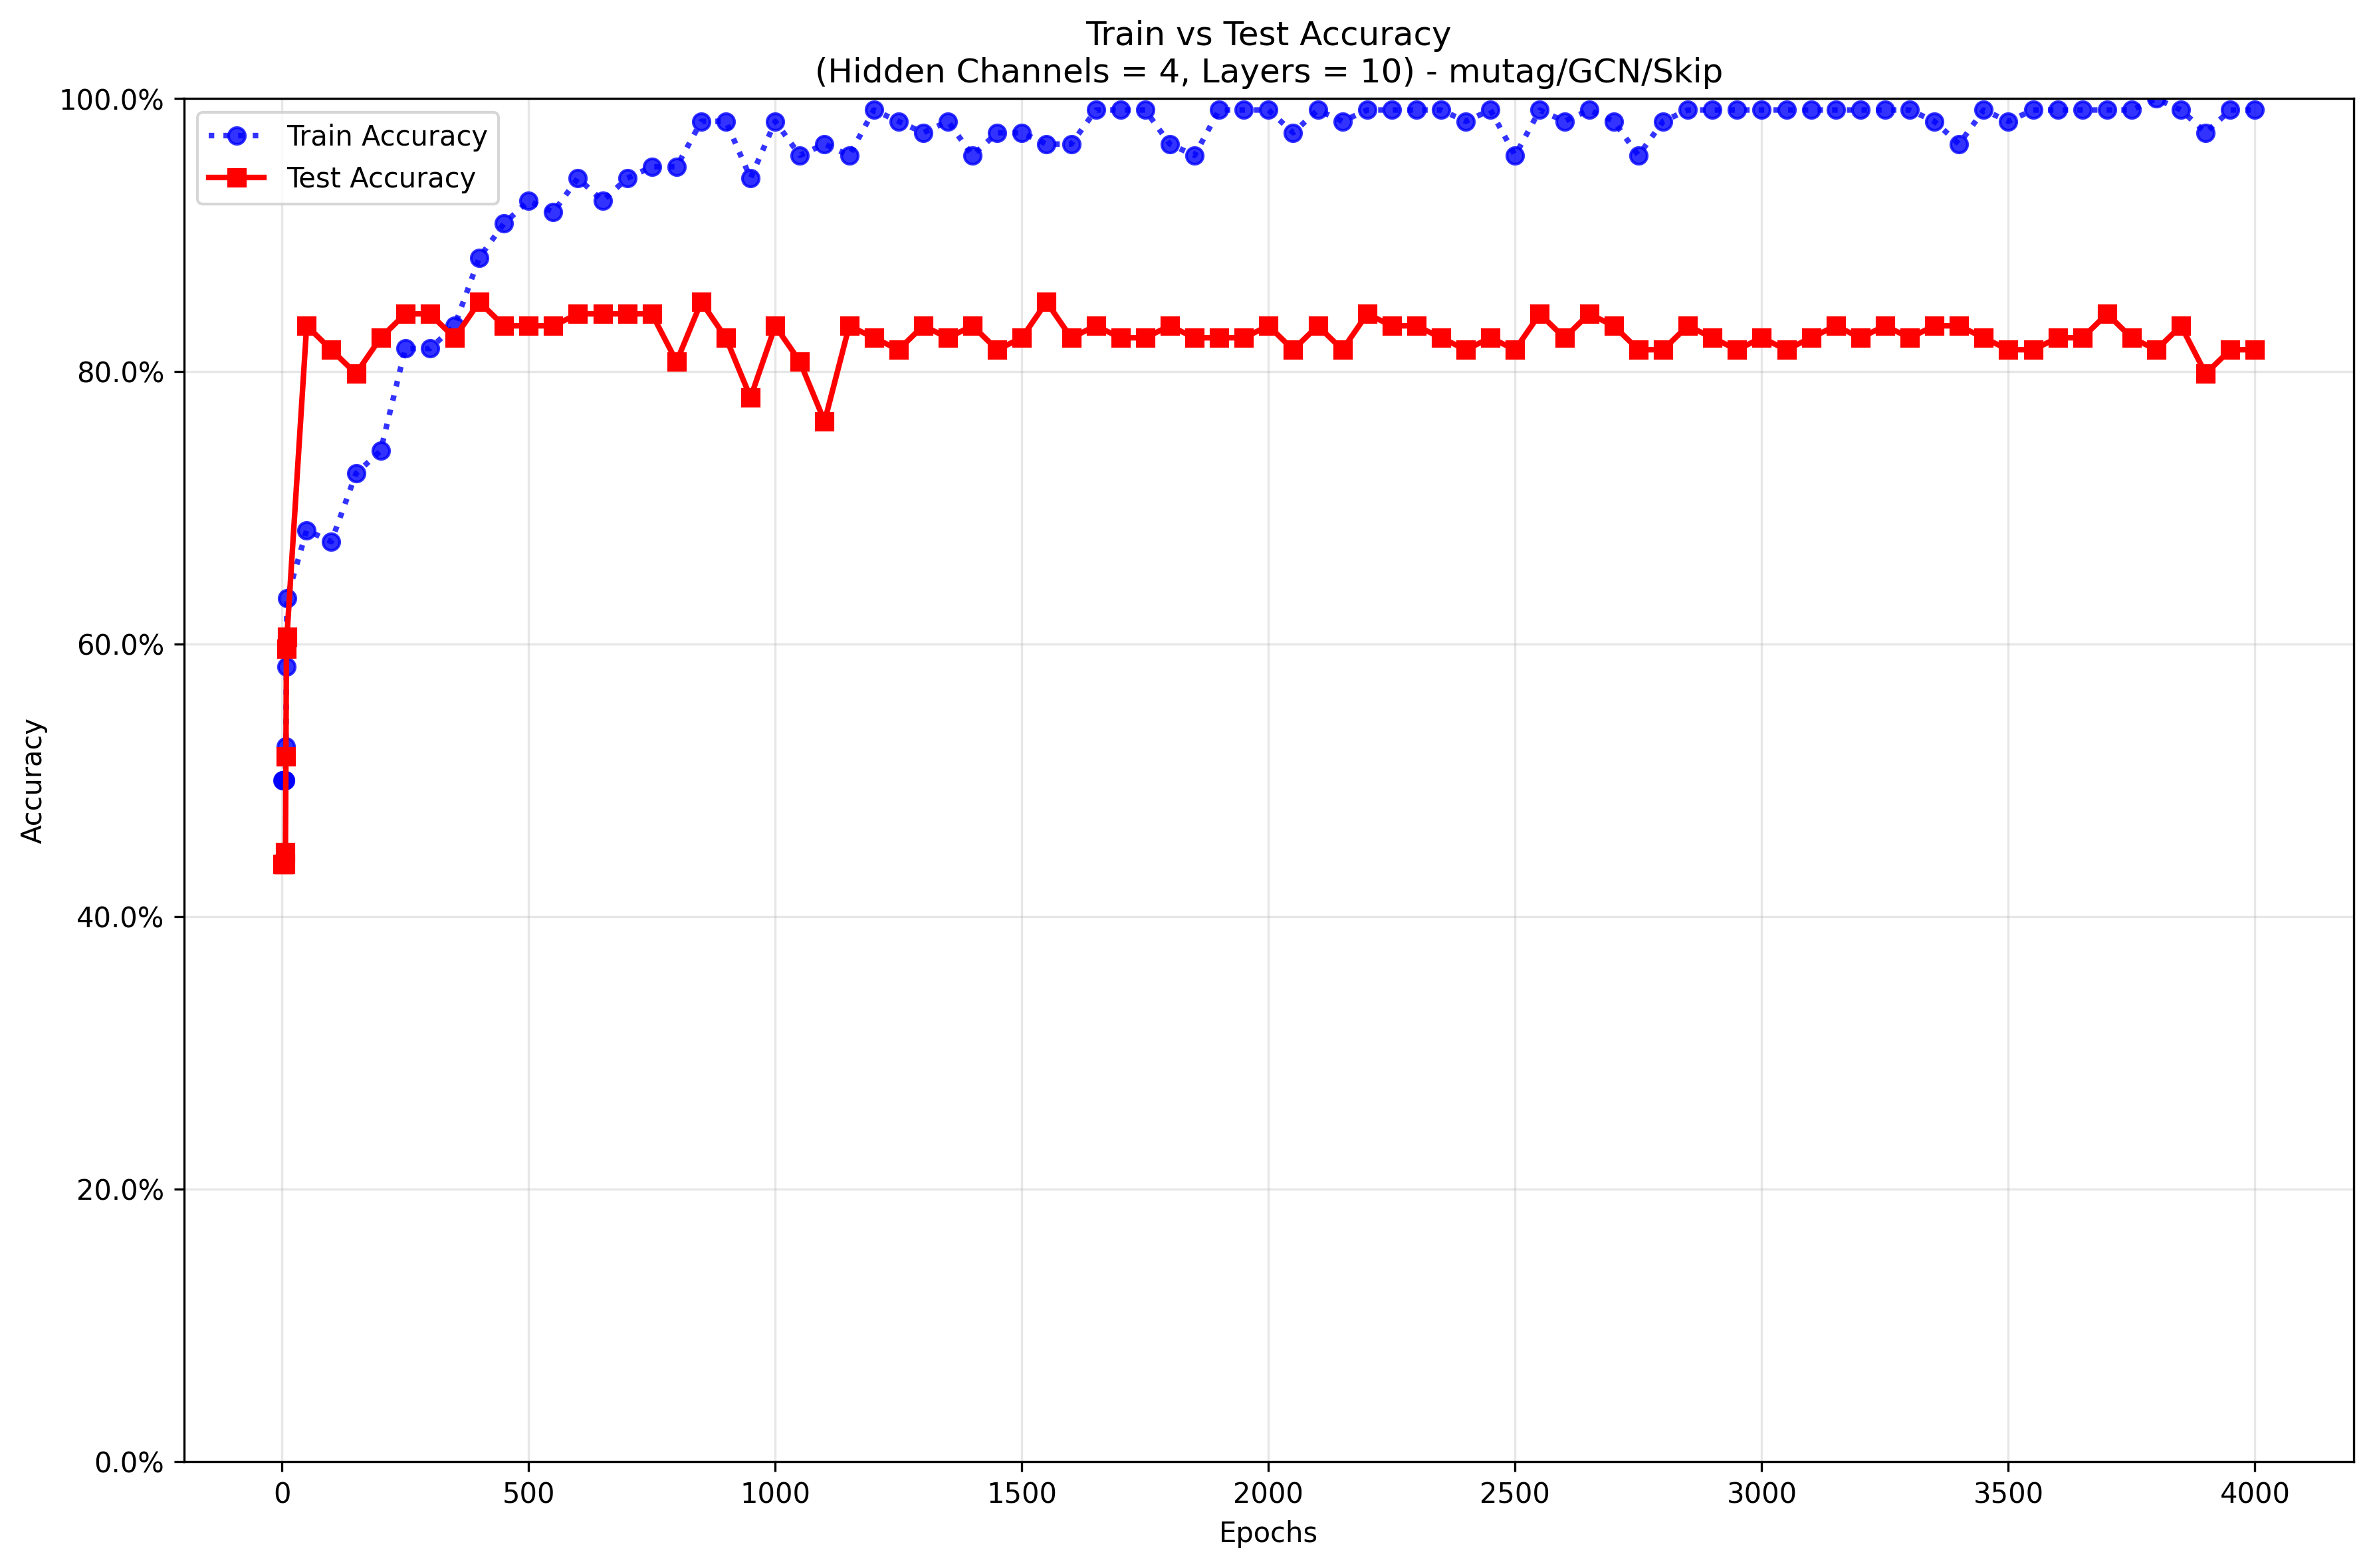 Train vs Test Accuracy
(Hidden Channels = 4, Layers = 10) - mutag/GCN/Skip
Train Accuracy
Test Accuracy
100.0%
80.0%
60.0%
40.0%
20.0%
0.0%
Accuracy
0 500 1000 1500 2000 2500 3000 3500 4000
Epochs